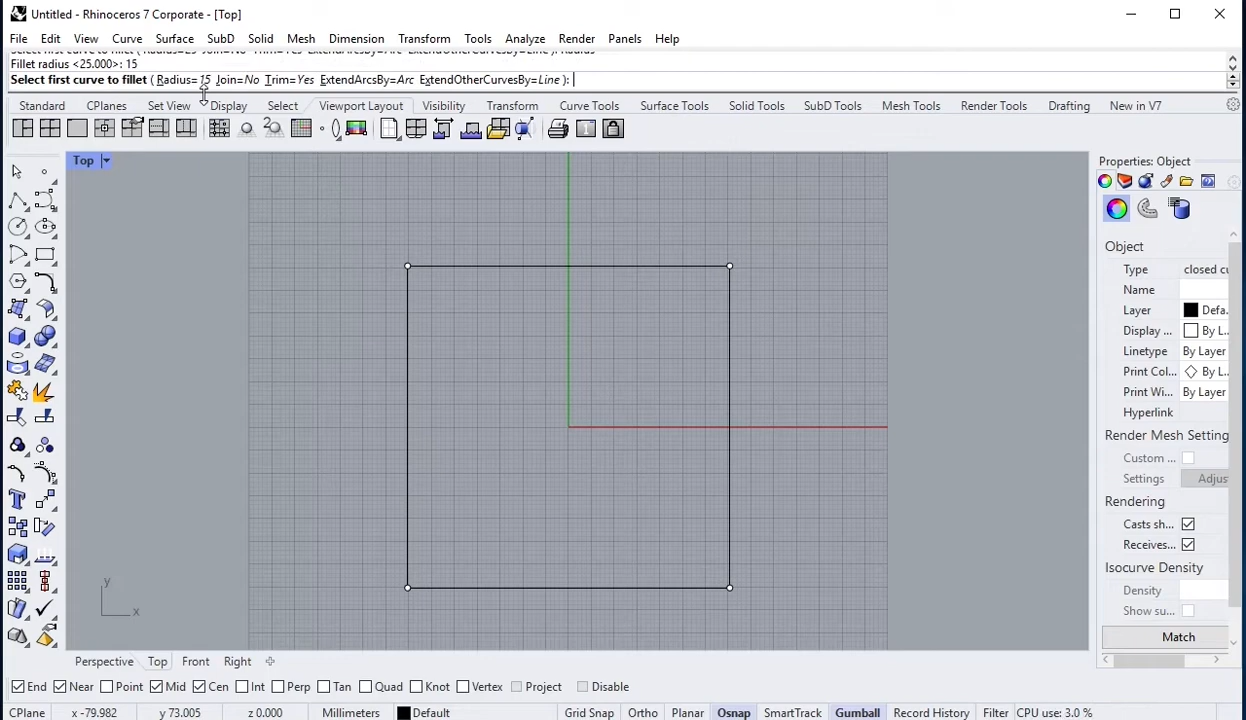 Untitled - Rhinoceros 7 Corporate - [Top]
File Edit View Curve Surface SubD Solid Mesh Dimension Transform Tools Analyze Render Panels Help
Select first curve to fillet ( Radius=25 Join=No Trim=Yes ExtendArcsBy=Arc ExtendOtherCurvesBy=Line ): Radius
Fillet radius <25.000>: 15
Select first curve to fillet ( Radius=15 Join=No Trim=Yes ExtendArcsBy=Arc ExtendOtherCurvesBy=Line ):
Standard CPlanes Set View Display Select Viewport Layout Visibility Transform Curve Tools Surface Tools Solid Tools SubD Tools Mesh Tools Render Tools Drafting New in V7
Top
Properties: Object
Object
Type closed cu
Name
Layer Defa.
Display ... By L...
Linetype By Layer
Print Col... By L...
Print Wi... By Layer
Hyperlink
Render Mesh Setting
Custom ...
Settings Adjus
Rendering
Casts sh...
Receives...
Isocurve Density
Density
Show su...
Match
y
x
Perspective Top Front Right
End Near Point Mid Cen Int Perp Tan Quad Knot Vertex Project Disable
CPlane x -79.982 y 73.005 z 0.000 Millimeters Default Grid Snap Ortho Planar Osnap SmartTrack Gumball Record History Filter CPU use: 3.0 %